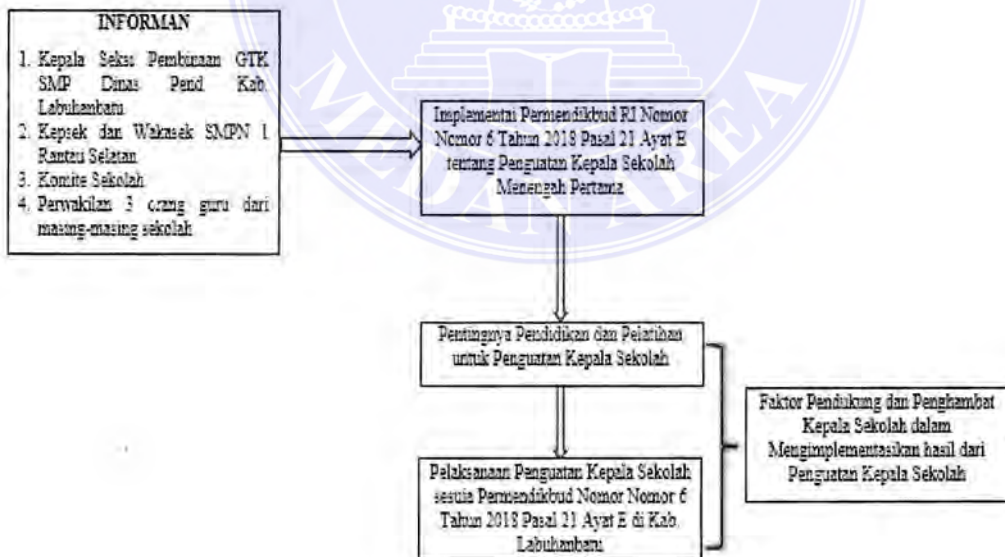 INFORMAN
1. Kepala Seksi Pembinaan GTK
SMP Dinas Pend Kab.
Labuhanbatu
2. Kepsek dan Wakasek SMPN 1
Rantau Selatan
3. Komite Sekolah
4. Perwakilan 3 orang guru dari
masing-masing sekolah
Implementai Permendikbud RI Nomor
Nomor 6 Tahun 2018 Pasal 21 Ayat E
tentang Penguatan Kepala Sekolah
Menengah Pertama
MEDAN AREA
Pentingnya Pendidikan dan Pelatihan
untuk Penguatan Kepala Sekolah
Faktor Pendukung dan Penghambat
Kepala Sekolah dalam
Mengimplementasikan hasil dari
Penguatan Kepala Sekolah
Pelaksanaan Penguatan Kepala Sekolah
sesuia Permendikbud Nomor Nomor 6
Tahun 2018 Pasal 21 Ayat E di Kab.
Labuhanbatu